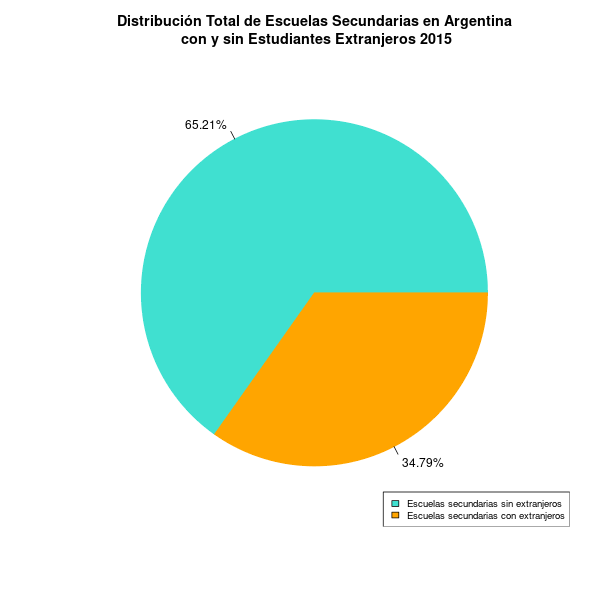 Distribución Total de Escuelas Secundarias en Argentina
con y sin Estudiantes Extranjeros 2015
65.21%
34.79%
Escuelas secundarias sin extranjeros
Escuelas secundarias con extranjeros